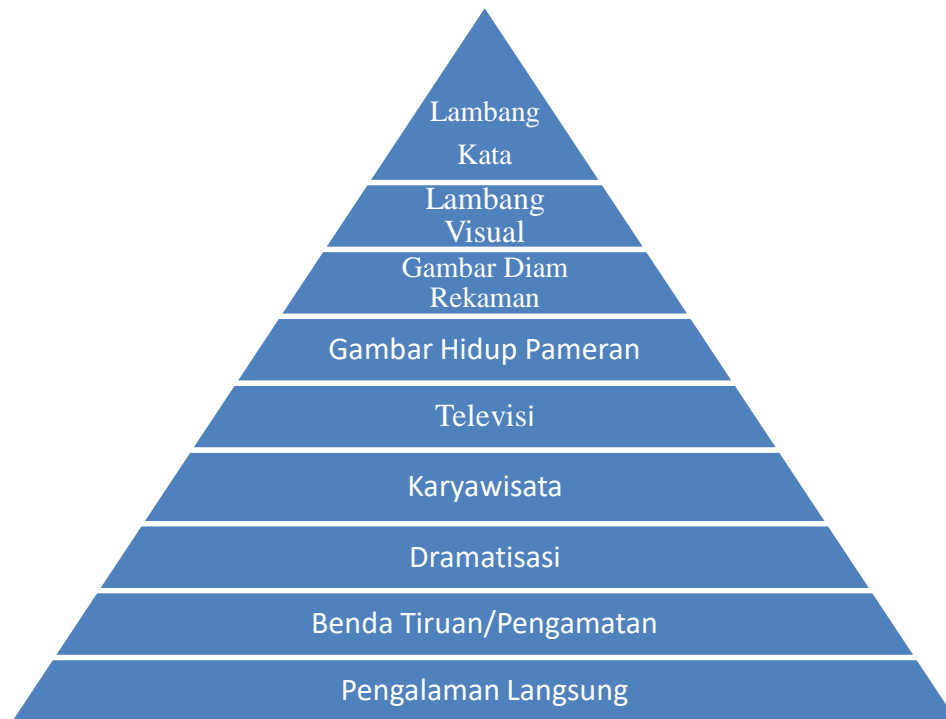 Lambang
Kata
Lambang
Visual
Gambar Diam
Rekaman
Gambar Hidup Pameran
Televisi
Karyawisata
Dramatisasi
Benda Tiruan/Pengamatan
Pengalaman Langsung